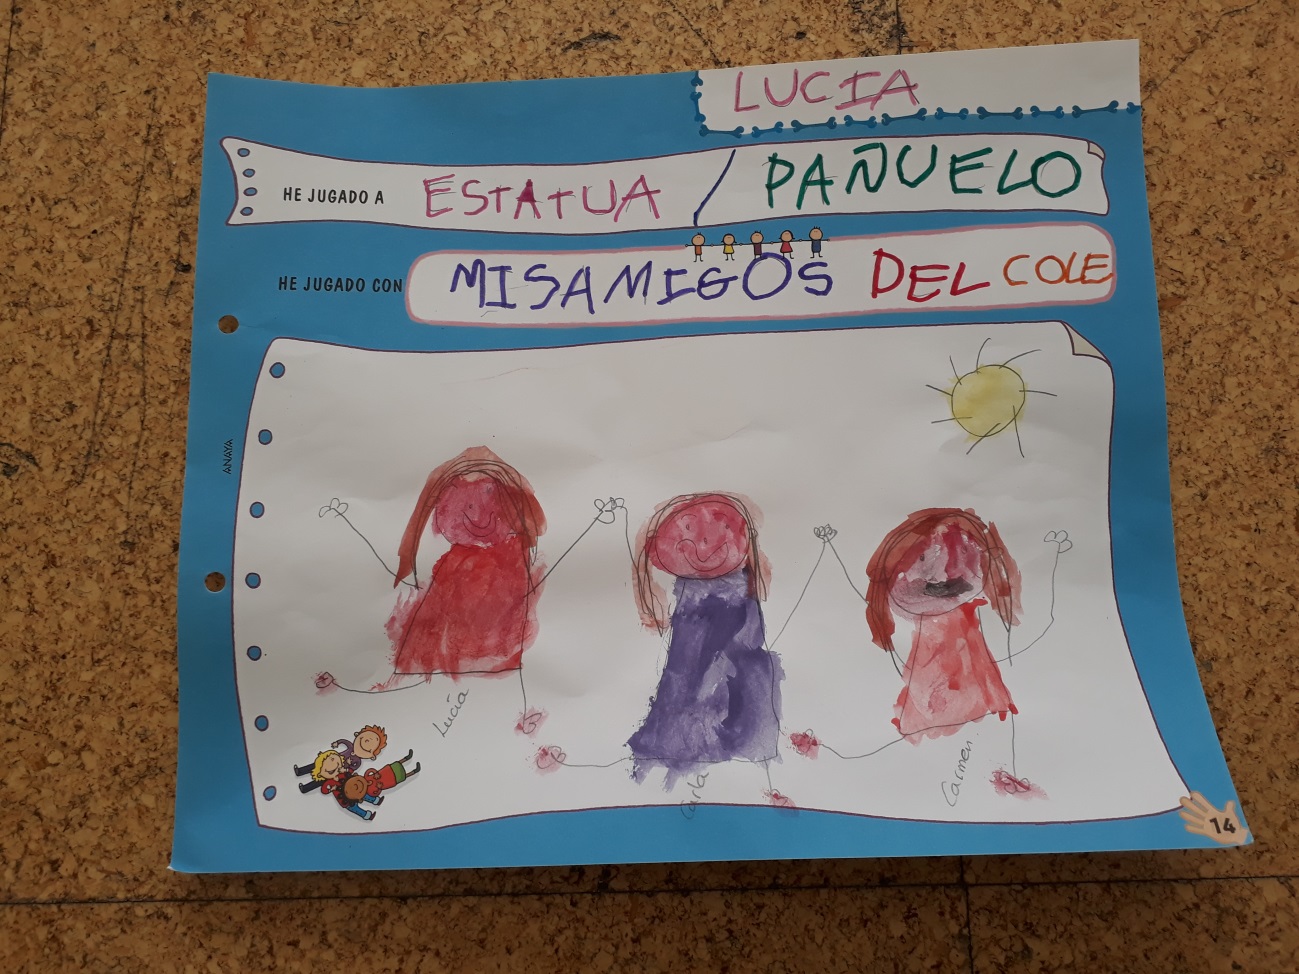 LUCIA
HE JUGADO A ESTATUA / PAÑUELO
HE JUGADO CON MISAMIGOS DEL COLE
ANAYA
Lucía
Carla
Carmen.
14